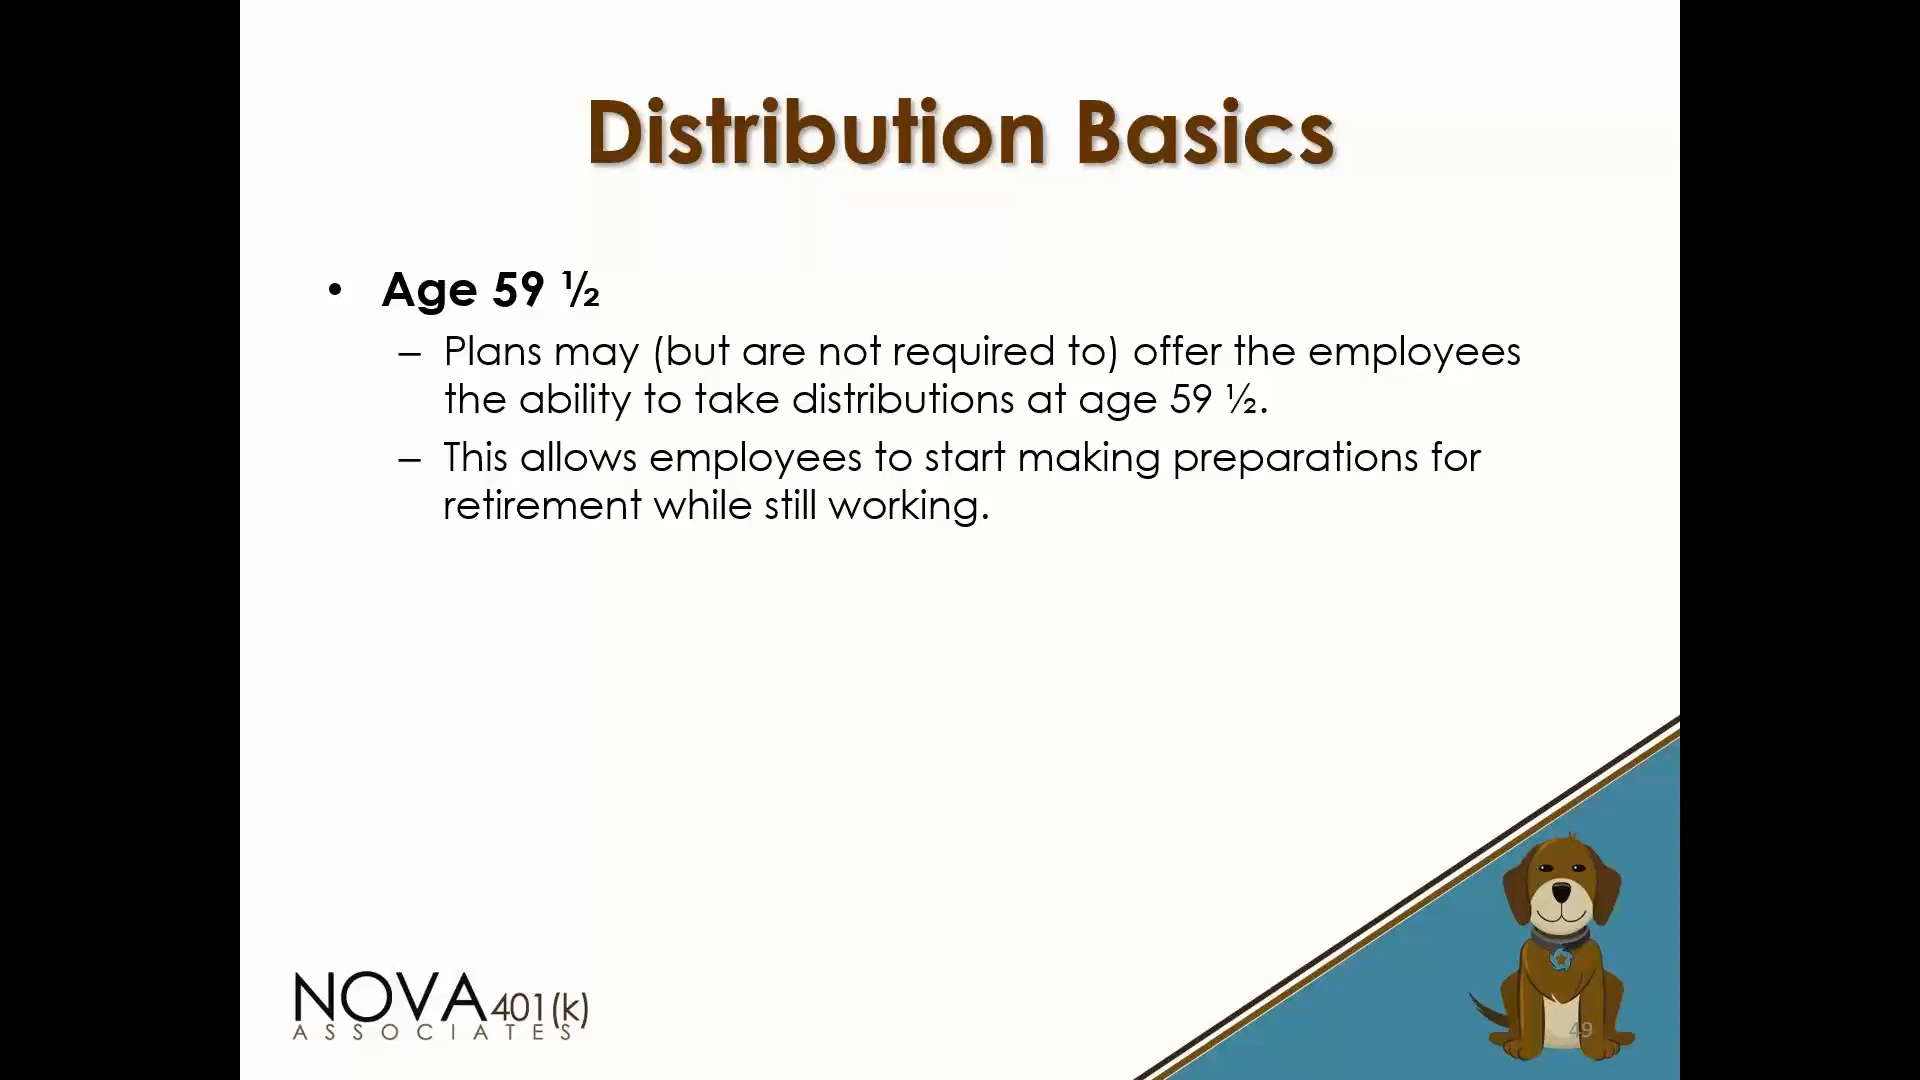 Distribution Basics
• Age 59 ½
– Plans may (but are not required to) offer the employees
the ability to take distributions at age 59 ½.
– This allows employees to start making preparations for
retirement while still working.
NOVA 401(k)
ASSOCIATES
49